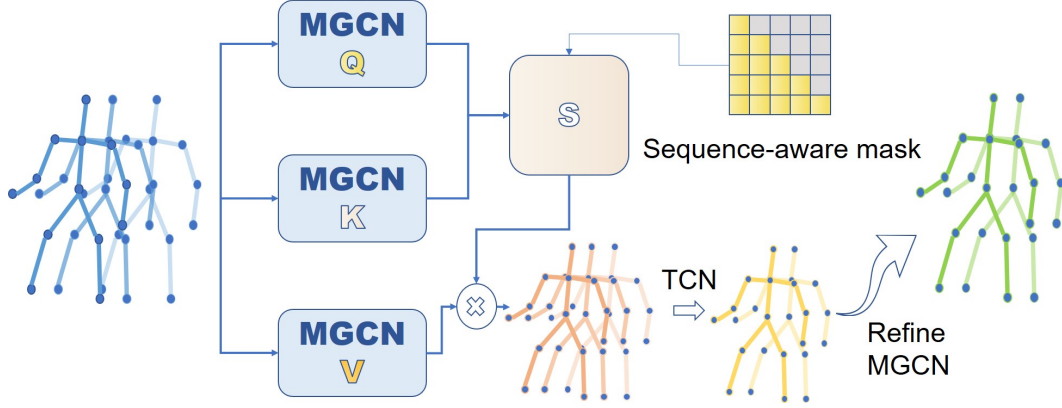 MGCN
Q
MGCN
K
MGCN
V
S
Sequence-aware mask
TCN
Refine
MGCN